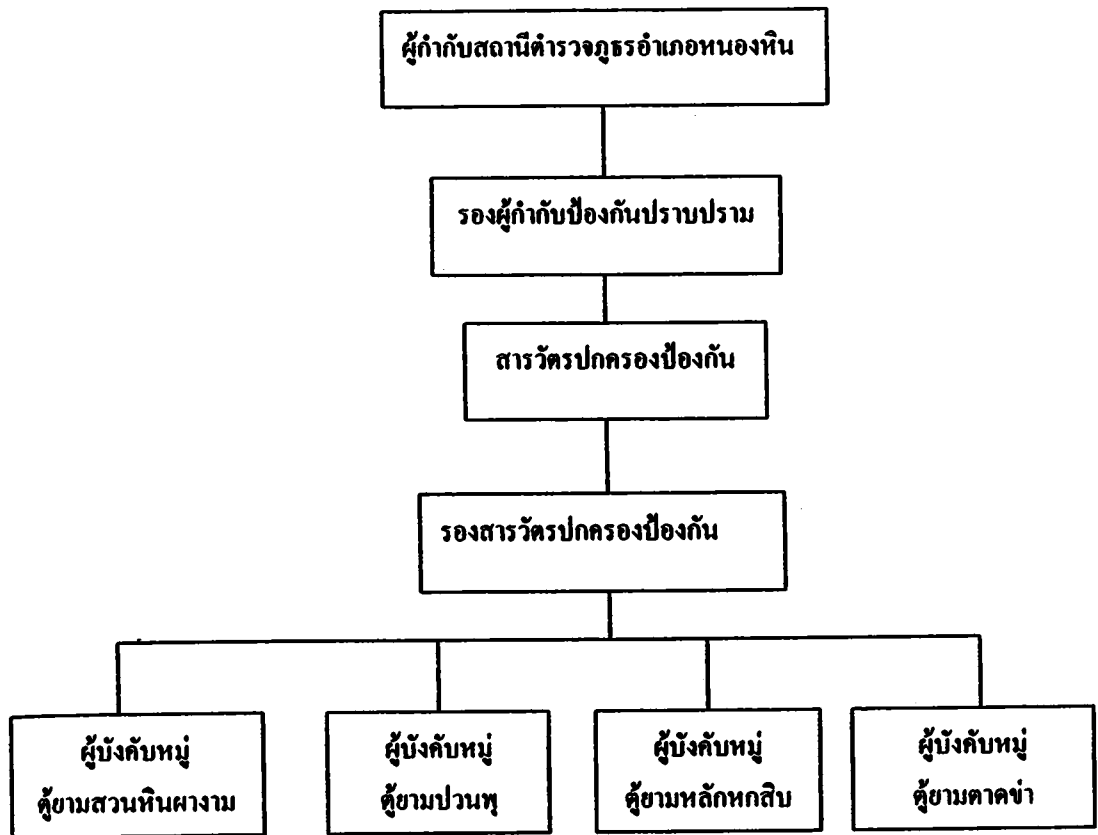 ผู้กำกับสถานีตำรวจภูธรอำเภอหนองหิน
รองผู้กำกับป้องกันปราบปราม
สารวัตรปกครองป้องกัน
รองสารวัตรปกครองป้องกัน
ผู้บังคับหมู่
ตู้ยามสวนหินผางาม
ผู้บังคับหมู่
ตู้ยามปวนพุ
ผู้บังคับหมู่
ตู้ยามหลักหกสิบ
ผู้บังคับหมู่
ตู้ยามตาดข่า